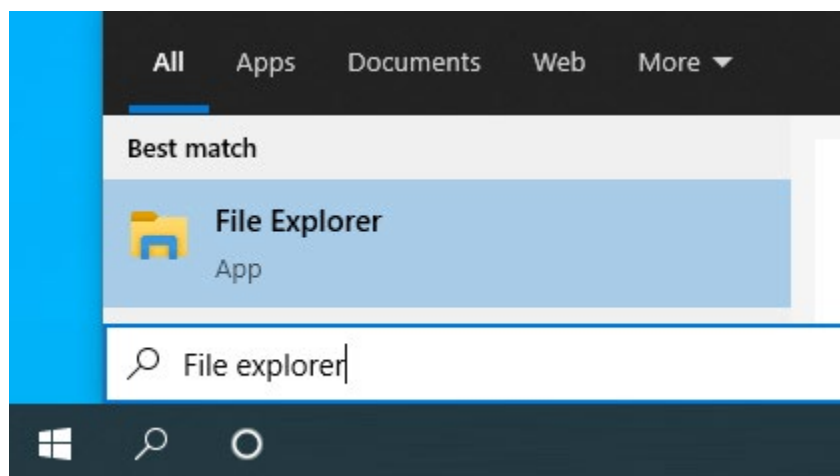 All Apps Documents Web More
Best match
File Explorer
App
File explorer